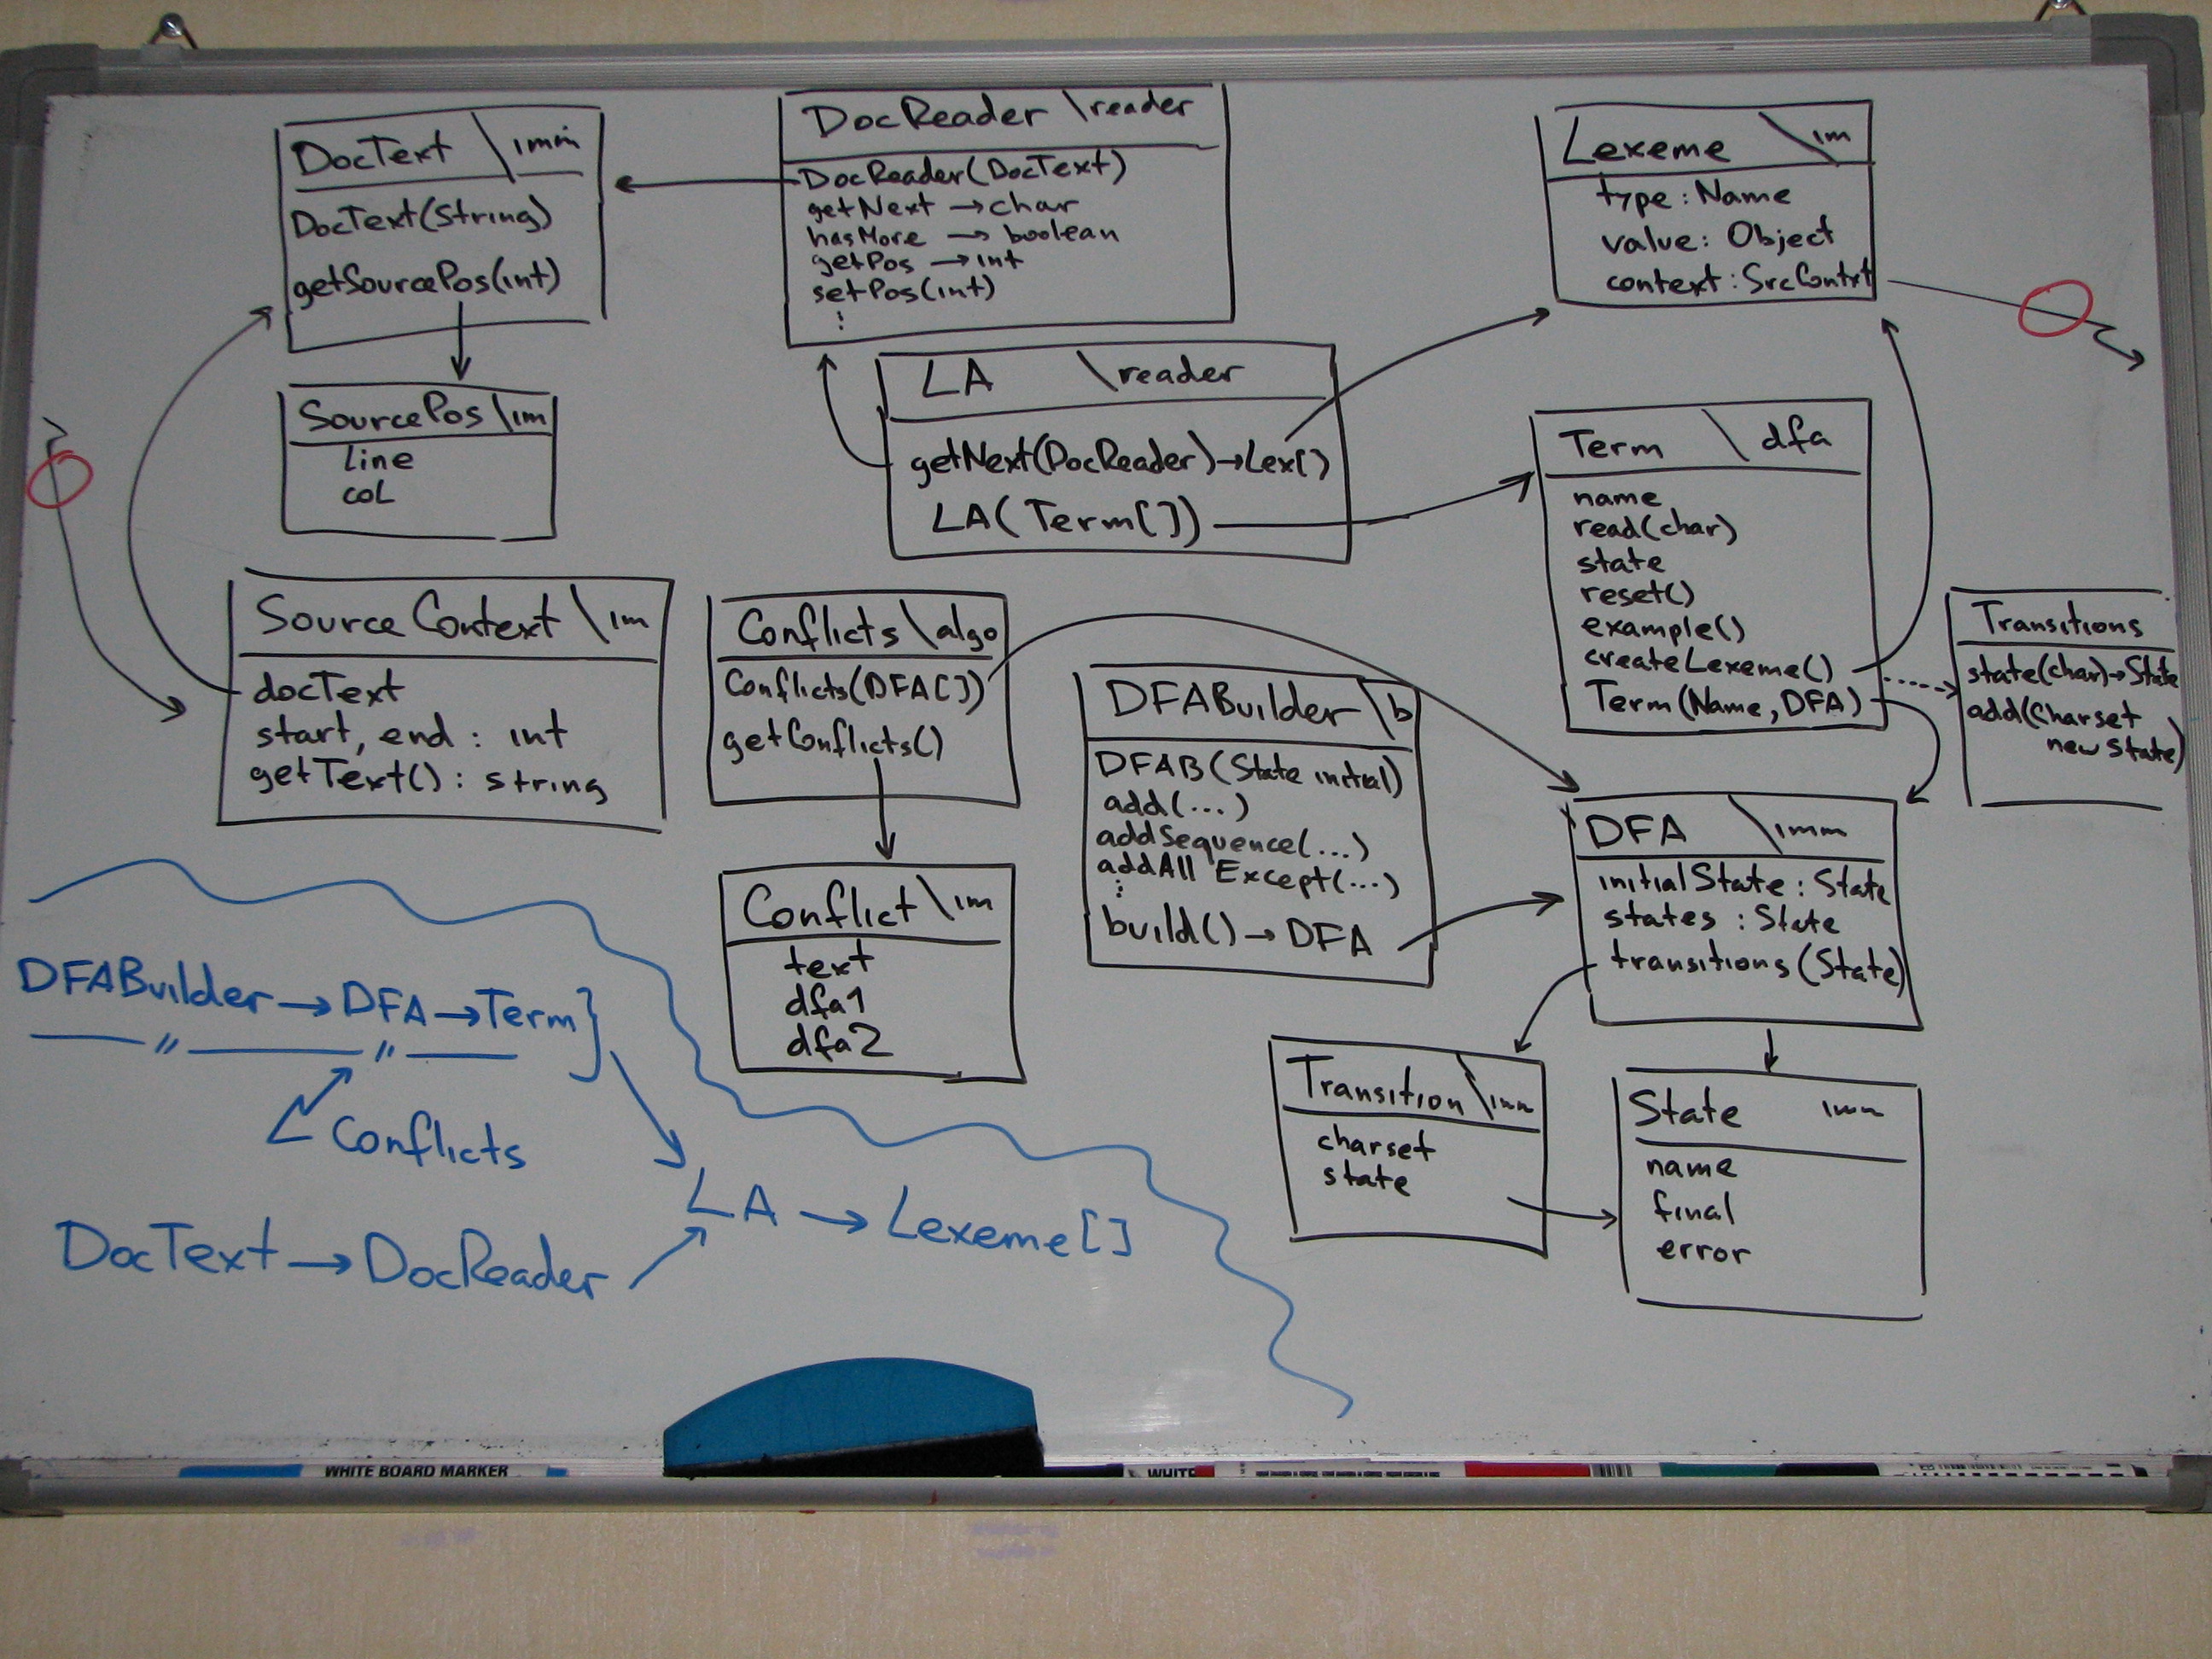 DocText \imm
DocText(String)
getSourcePos(int)
DocReader \reader
DocReader(DocText)
getNext → char
hasMore → boolean
getPos → int
setPos(int)
⋮
Lexeme \im
type : Name
value : Object
context : SrcContxt
SourcePos \im
line
col
LA \reader
getNext(DocReader) → Lex[]
LA(Term[])
Term \dfa
name
read(char)
state
reset()
example()
createLexeme()
Term(Name, DFA)
Transitions
state(char) → State
add(Charset
new state)
Source Context \im
docText
start, end : int
getText() : string
Conflicts \algo
Conflicts(DFA[])
getConflicts()
DFABuilder \b
DFAB(State initial)
add(...)
addSequence(...)
addAll Except(...)
⋮
build() → DFA
DFA \imm
initialState : State
states : State
transitions(State)
Conflict \im
text
dfa1
dfa2
Transition \imm
charset
state
State imm
name
final
error
DFABuilder → DFA → Term }
— " — " —
Conflicts
LA → Lexeme[]
DocText → DocReader
WHITE BOARD MARKER
WHITE